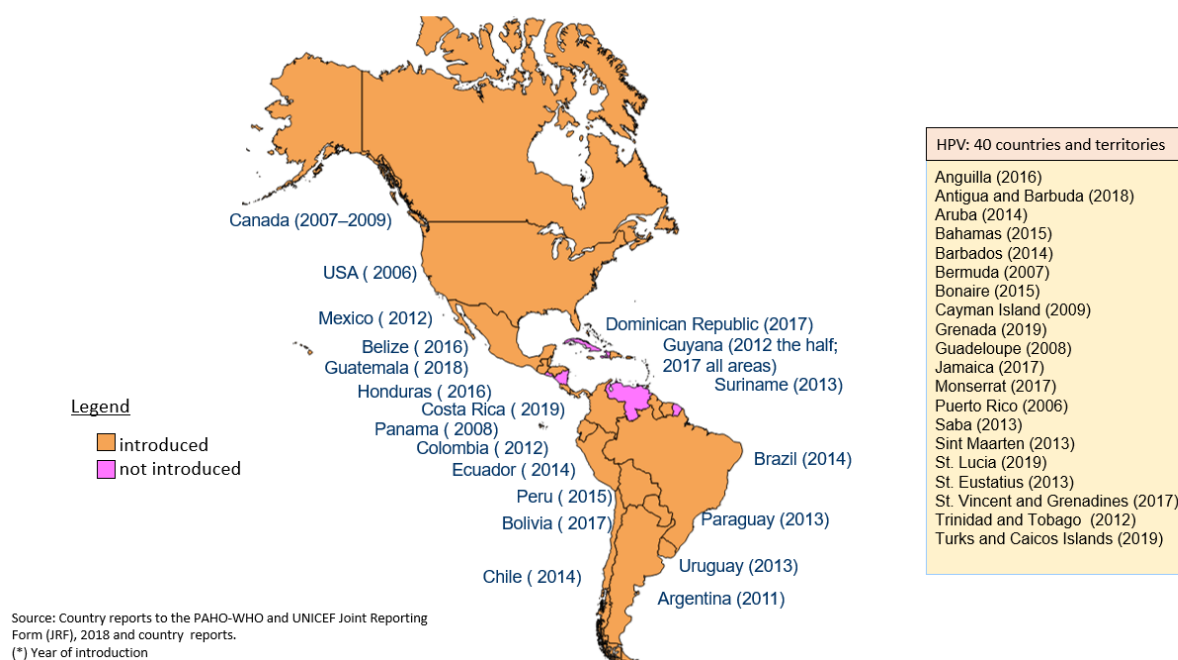 Canada (2007–2009)
USA ( 2006)
Mexico ( 2012)
Belize ( 2016)
Guatemala ( 2018)
Honduras ( 2016)
Costa Rica ( 2019)
Panama ( 2008)
Colombia ( 2012)
Ecuador ( 2014)
Peru ( 2015)
Bolivia ( 2017)
Chile ( 2014)
Dominican Republic (2017)
Guyana (2012 the half;
2017 all areas)
Suriname (2013)
Brazil (2014)
Paraguay (2013)
Uruguay (2013)
Argentina (2011)
Legend
introduced
not introduced
HPV: 40 countries and territories
Anguilla (2016)
Antigua and Barbuda (2018)
Aruba (2014)
Bahamas (2015)
Barbados (2014)
Bermuda (2007)
Bonaire (2015)
Cayman Island (2009)
Grenada (2019)
Guadeloupe (2008)
Jamaica (2017)
Monserrat (2017)
Puerto Rico (2006)
Saba (2013)
Sint Maarten (2013)
St. Lucia (2019)
St. Eustatius (2013)
St. Vincent and Grenadines (2017)
Trinidad and Tobago (2012)
Turks and Caicos Islands (2019)
Source: Country reports to the PAHO-WHO and UNICEF Joint Reporting
Form (JRF), 2018 and country reports.
(*) Year of introduction